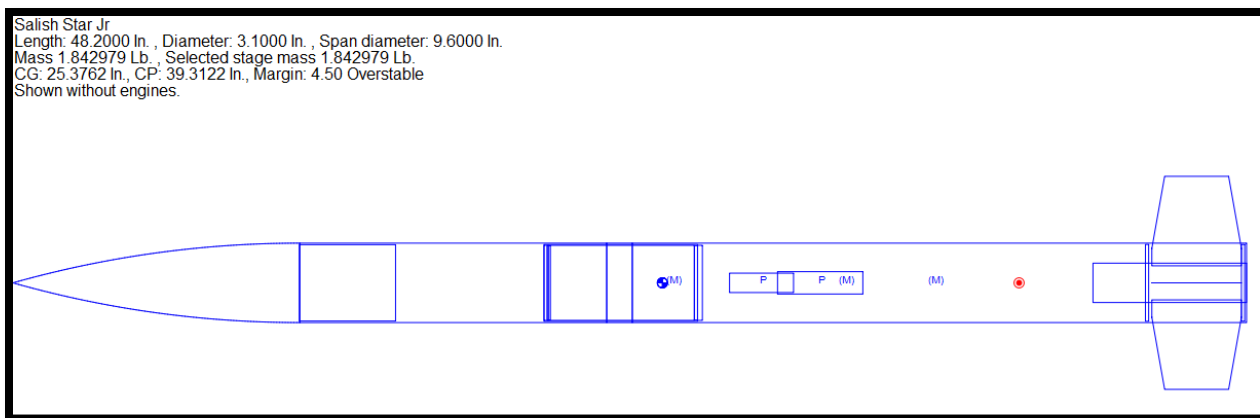 Salish Star Jr
Length: 48.2000 In. , Diameter: 3.1000 In. , Span diameter: 9.6000 In.
Mass 1.842979 Lb. , Selected stage mass 1.842979 Lb.
CG: 25.3762 In., CP: 39.3122 In., Margin: 4.50 Overstable
Shown without engines.
(M) P P (M) (M)